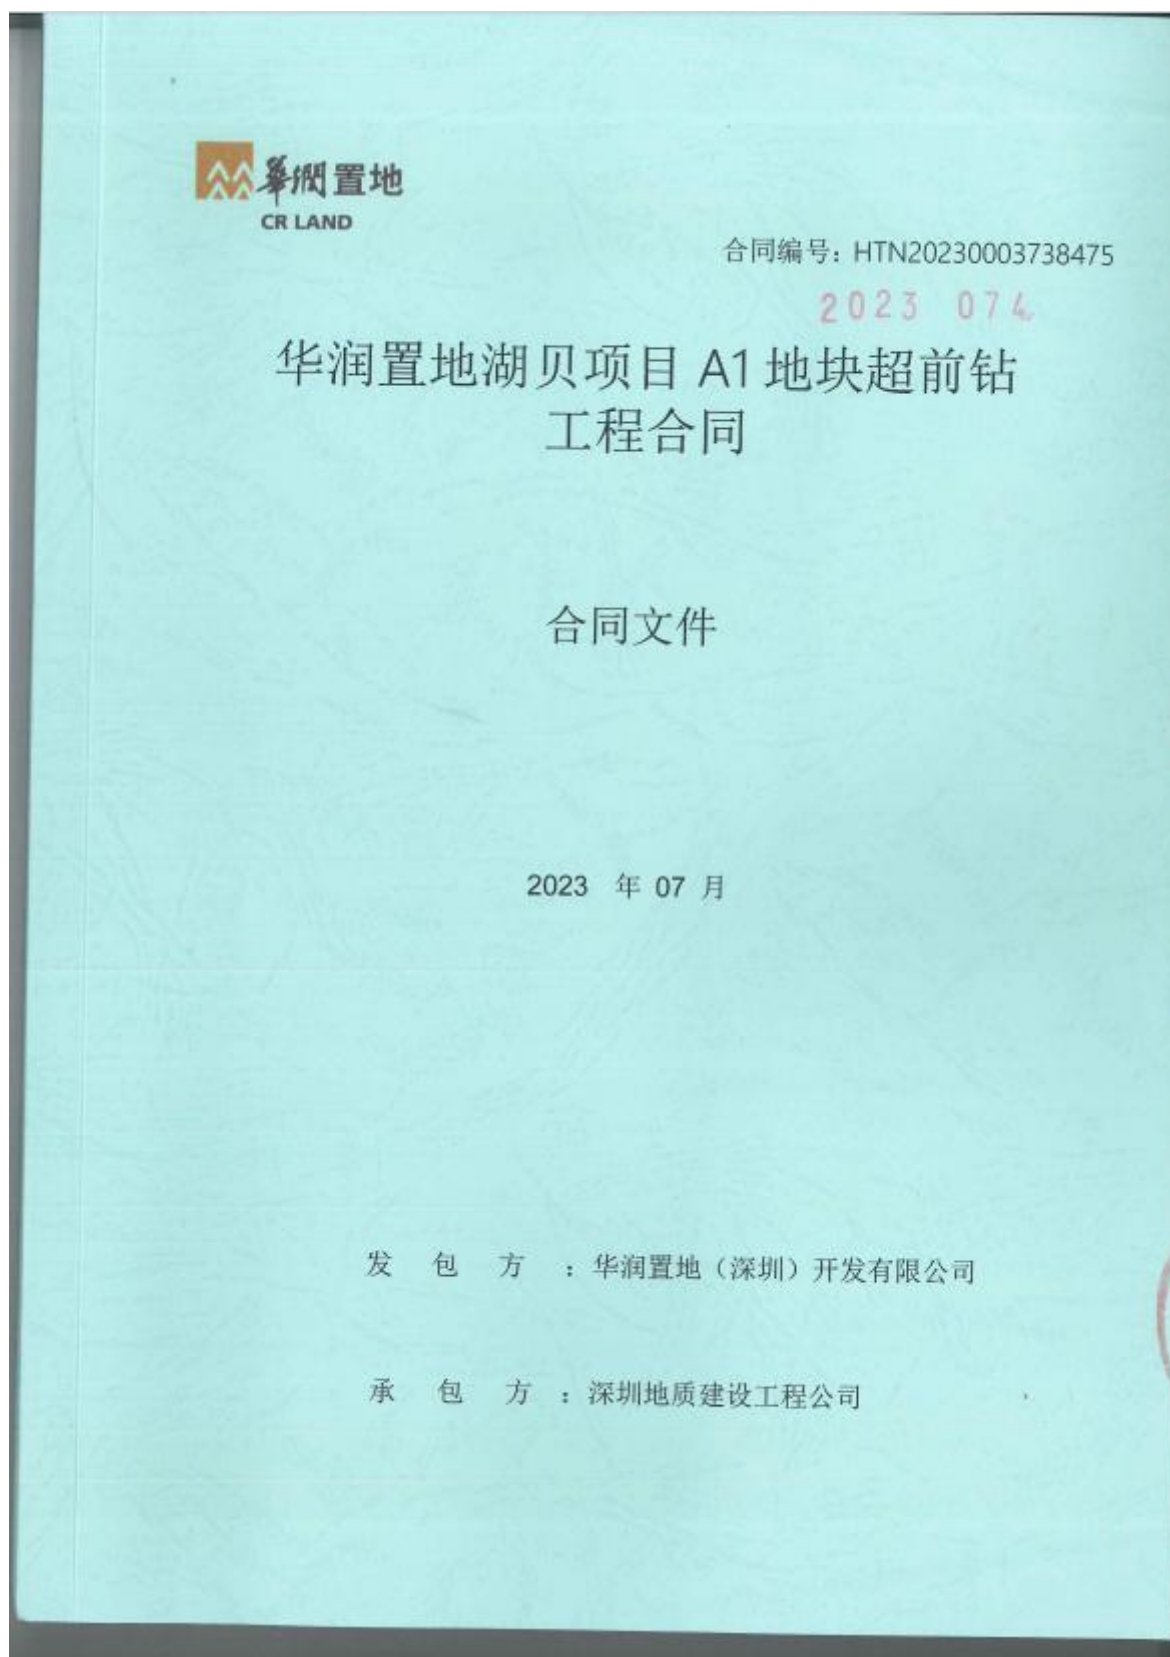 華潤置地
CR LAND
合同编号：HTN20230003738475
2023 074
华润置地湖贝项目 A1 地块超前钻
工程合同
合同文件
2023 年 07 月
发 包 方 ：华润置地（深圳）开发有限公司
承 包 方 ：深圳地质建设工程公司